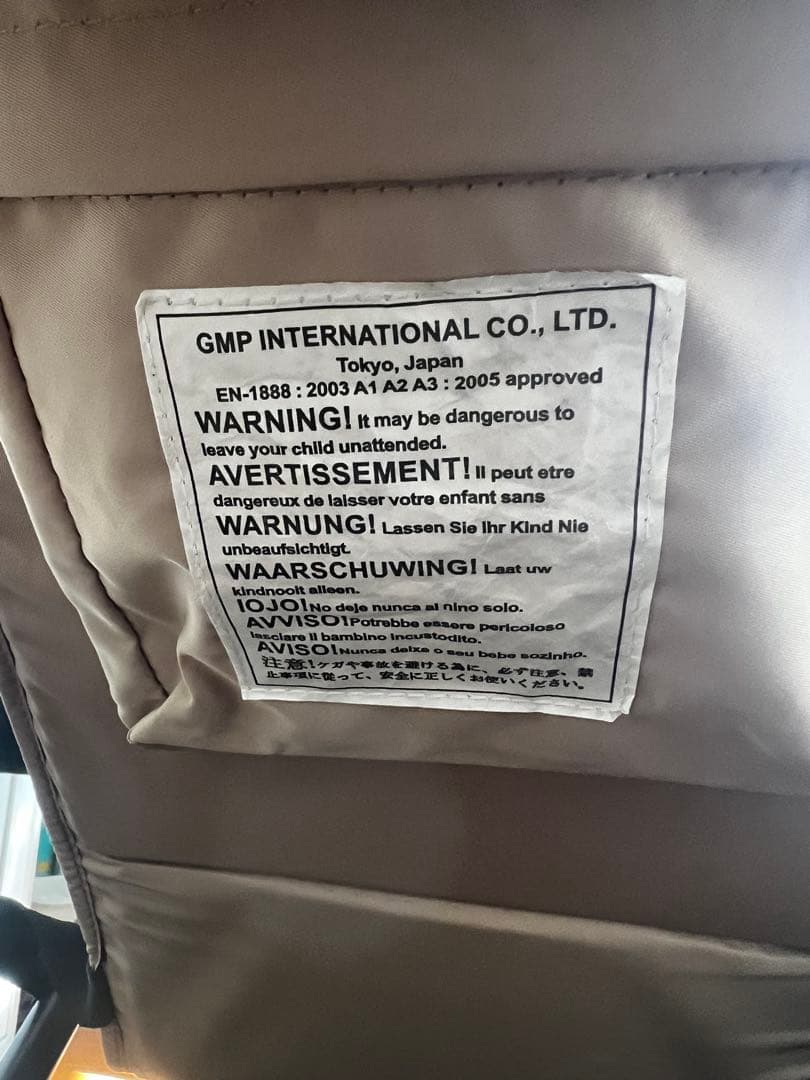 GMP INTERNATIONAL CO., LTD.
Tokyo, Japan
EN-1888 : 2003 A1 A2 A3 : 2005 approved
WARNING! It may be dangerous to
leave your child unattended.
AVERTISSEMENT! Il peut etre
dangereux de laisser votre enfant sans
WARNUNG! Lassen Sie Ihr Kind Nie
unbeaufsichtigt.
WAARSCHUWING! Laat uw
kindnooit alleen.
IOJO! No deje nunca al nino solo.
AVVISO! Potrebbe essere pericoloso
lasciare il bambino incustodito.
AVISO! Nunca deixe o seu bebe sozinho.
注意!ケガや事故を避ける為に、必ず注意、禁
止事項に従って、安全に正しくお使いください。